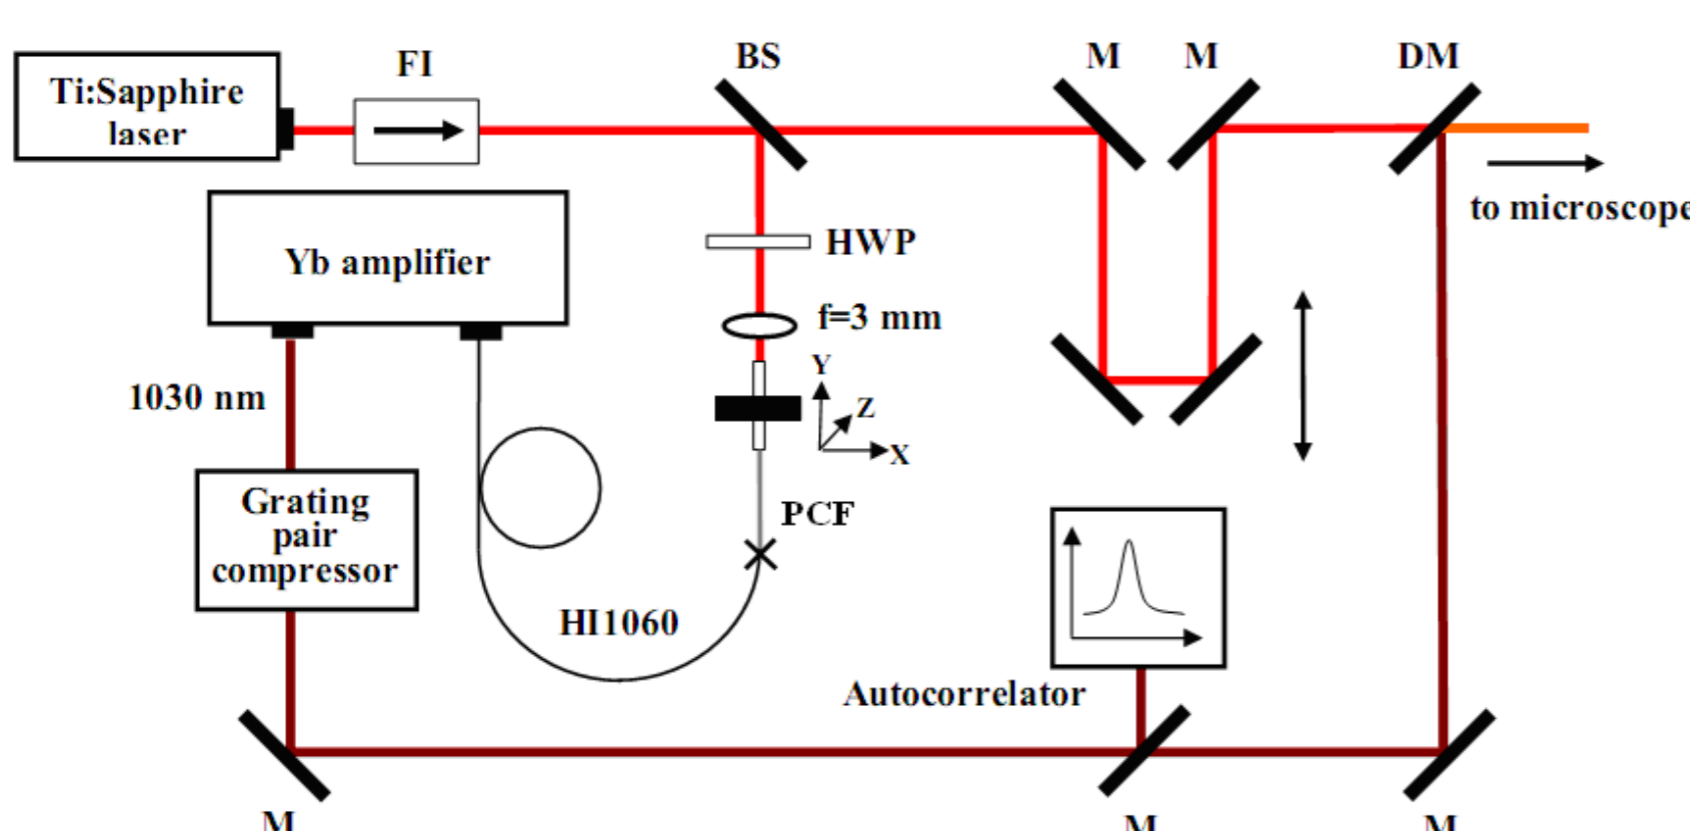 FI
BS
M
M
DM
Ti:Sapphire
laser
to microscope
Yb amplifier
HWP
f=3 mm
Y
Z
X
1030 nm
Grating
pair
compressor
PCF
HI1060
Autocorrelator
M
M
M